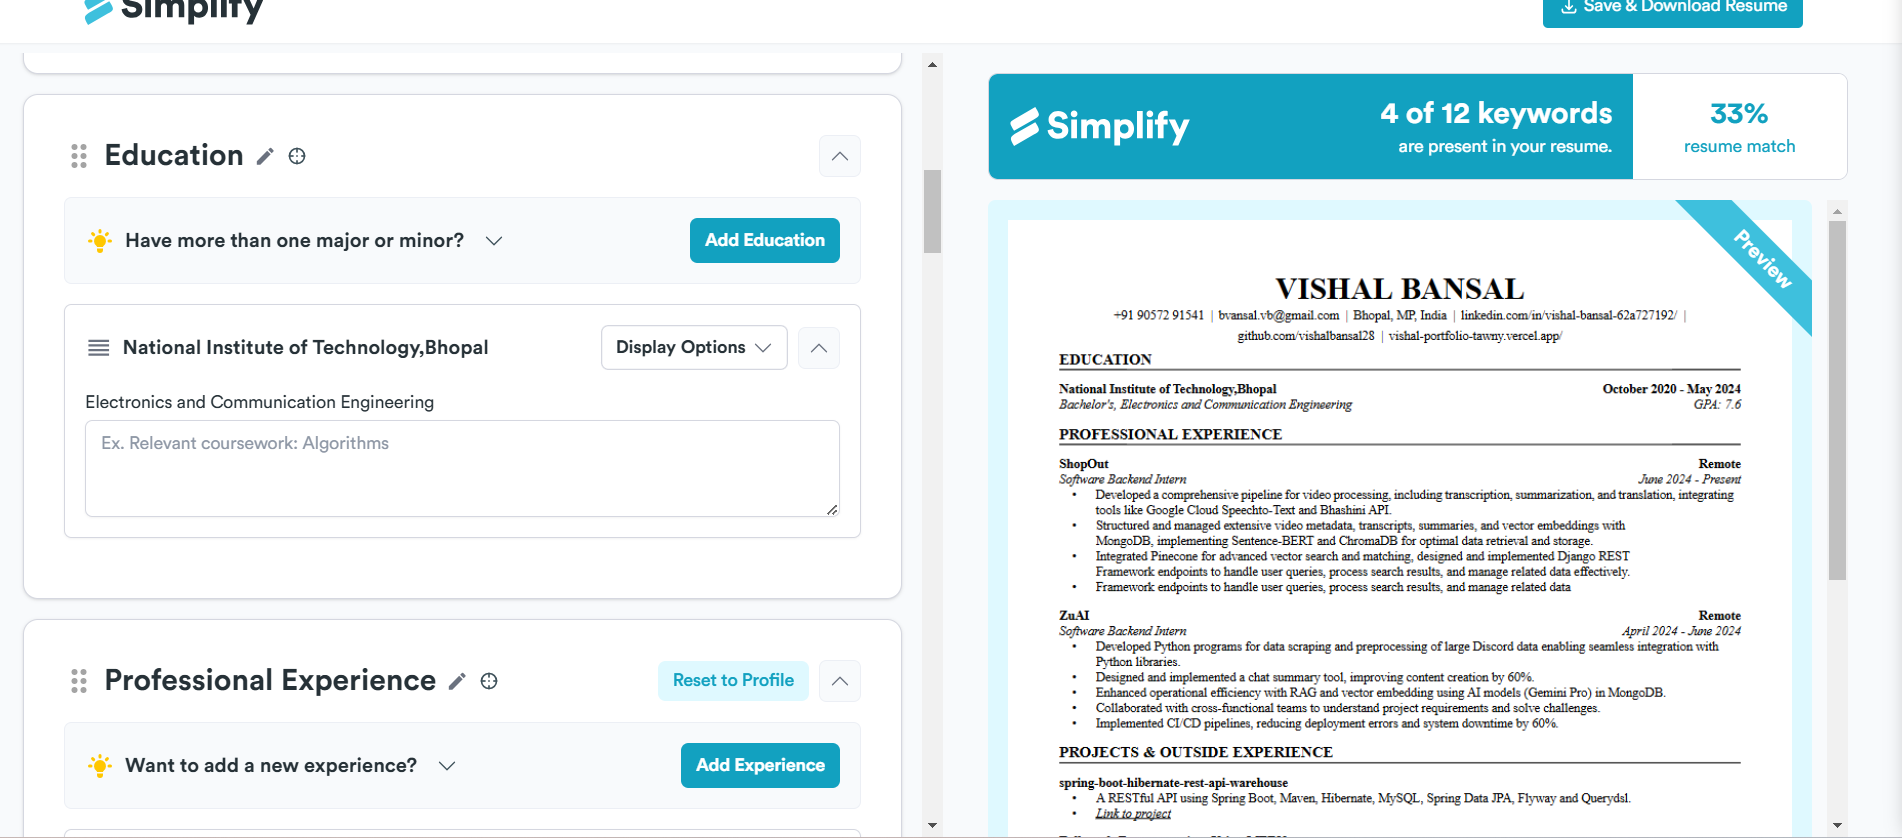 Simplify
Save & Download Resume
Education
Have more than one major or minor?
Add Education
National Institute of Technology,Bhopal
Display Options
Electronics and Communication Engineering
Ex. Relevant coursework: Algorithms
Professional Experience
Reset to Profile
Want to add a new experience?
Add Experience
Simplify
4 of 12 keywords
are present in your resume.
33%
resume match
Preview
VISHAL BANSAL
+91 90572 91541 | bvansal.vb@gmail.com | Bhopal, MP, India | linkedin.com/in/vishal-bansal-62a727192/ |
github.com/vishalbansal28 | vishal-portfolio-tawny.vercel.app/
EDUCATION
National Institute of Technology,Bhopal October 2020 - May 2024
Bachelor's, Electronics and Communication Engineering GPA: 7.6
PROFESSIONAL EXPERIENCE
ShopOut Remote
Software Backend Intern June 2024 - Present
• Developed a comprehensive pipeline for video processing, including transcription, summarization, and translation, integrating
tools like Google Cloud Speechto-Text and Bhashini API.
• Structured and managed extensive video metadata, transcripts, summaries, and vector embeddings with
MongoDB, implementing Sentence-BERT and ChromaDB for optimal data retrieval and storage.
• Integrated Pinecone for advanced vector search and matching, designed and implemented Django REST
Framework endpoints to handle user queries, process search results, and manage related data effectively.
• Framework endpoints to handle user queries, process search results, and manage related data
ZuAI Remote
Software Backend Intern April 2024 - June 2024
• Developed Python programs for data scraping and preprocessing of large Discord data enabling seamless integration with
Python libraries.
• Designed and implemented a chat summary tool, improving content creation by 60%.
• Enhanced operational efficiency with RAG and vector embedding using AI models (Gemini Pro) in MongoDB.
• Collaborated with cross-functional teams to understand project requirements and solve challenges.
• Implemented CI/CD pipelines, reducing deployment errors and system downtime by 60%.
PROJECTS & OUTSIDE EXPERIENCE
spring-boot-hibernate-rest-api-warehouse
• A RESTful API using Spring Boot, Maven, Hibernate, MySQL, Spring Data JPA, Flyway and Querydsl.
• Link to project